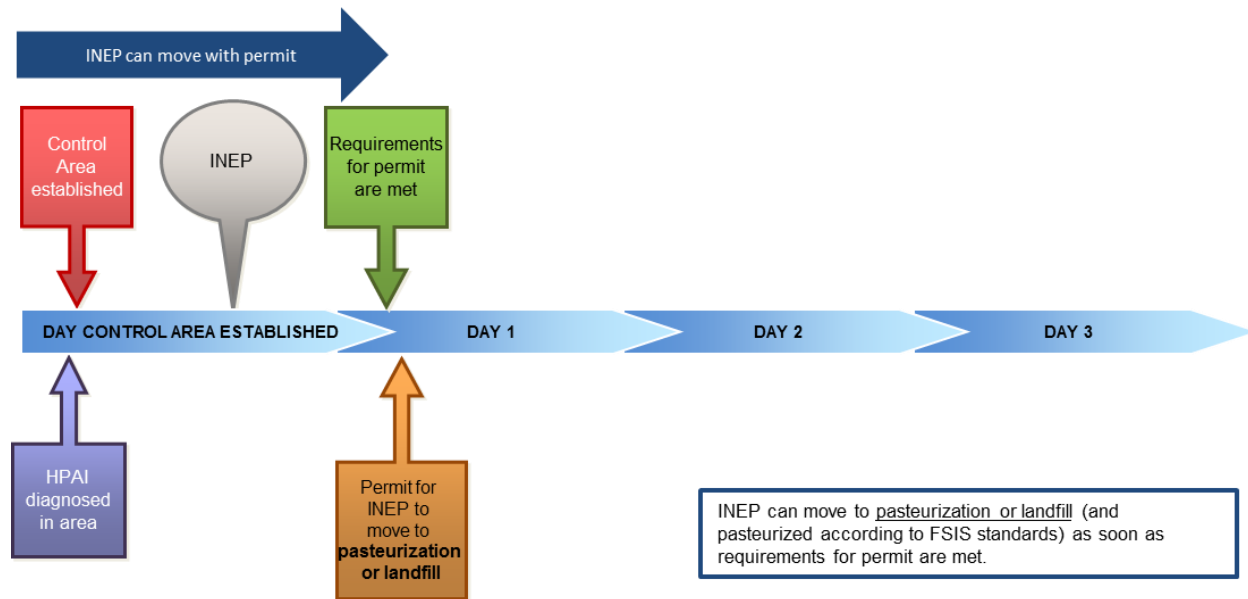 INEP can move with permit
Control
Area
established
INEP
Requirements
for permit
are met
DAY CONTROL AREA ESTABLISHED
DAY 1
DAY 2
DAY 3
HPAI
diagnosed
in area
Permit for
INEP to
move to
pasteurization
or landfill
INEP can move to pasteurization or landfill (and
pasteurized according to FSIS standards) as soon as
requirements for permit are met.